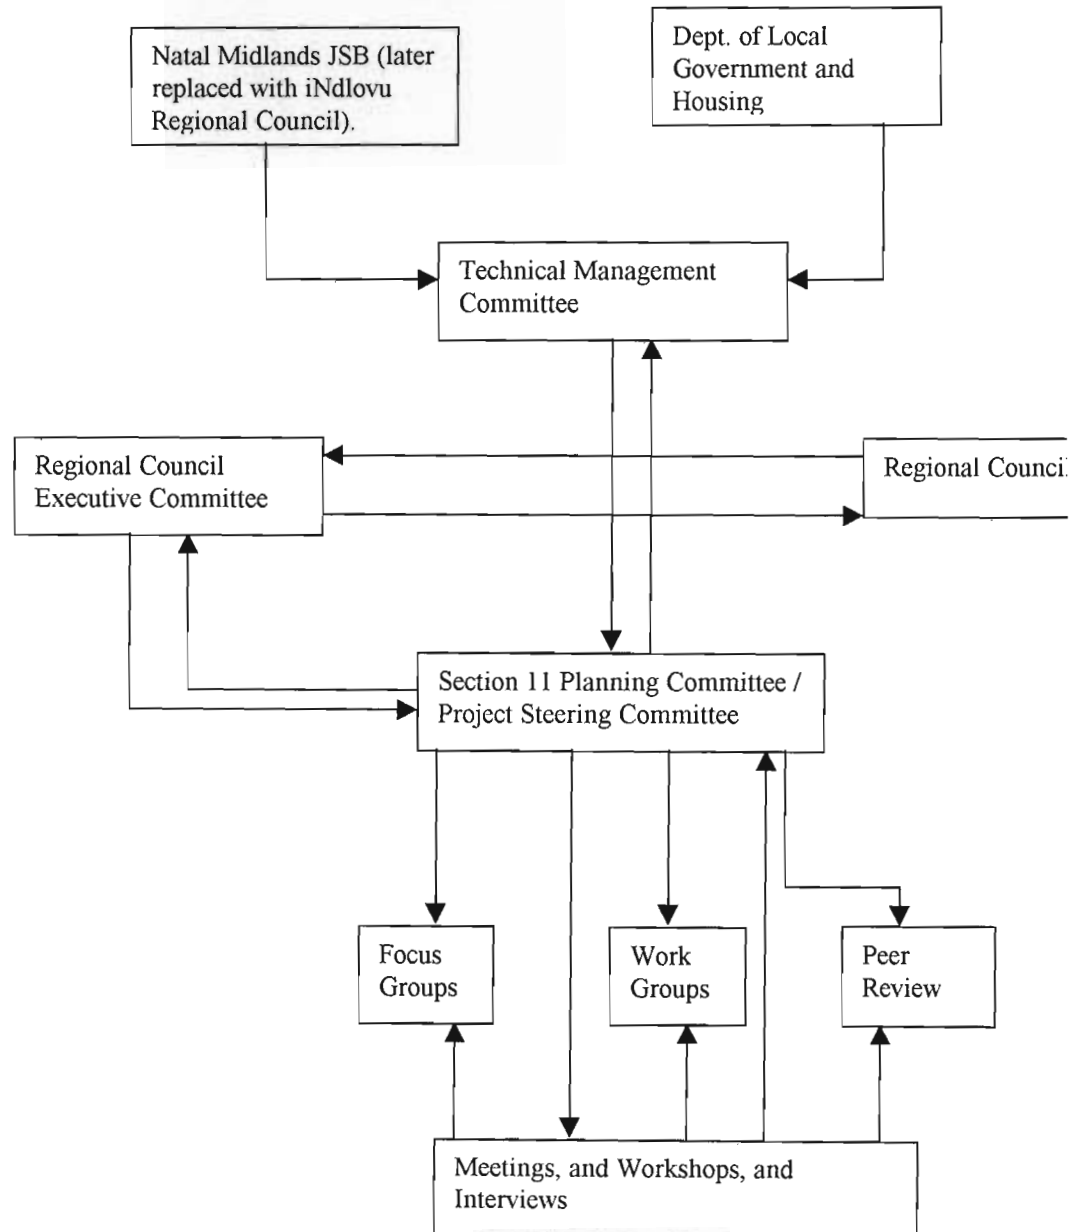 Natal Midlands JSB (later
replaced with iNdlovu
Regional Council).
Dept. of Local
Government and
Housing
Technical Management
Committee
Regional Council
Executive Committee
Regional Council
Section 11 Planning Committee /
Project Steering Committee
Focus
Groups
Work
Groups
Peer
Review
Meetings, and Workshops, and
Interviews